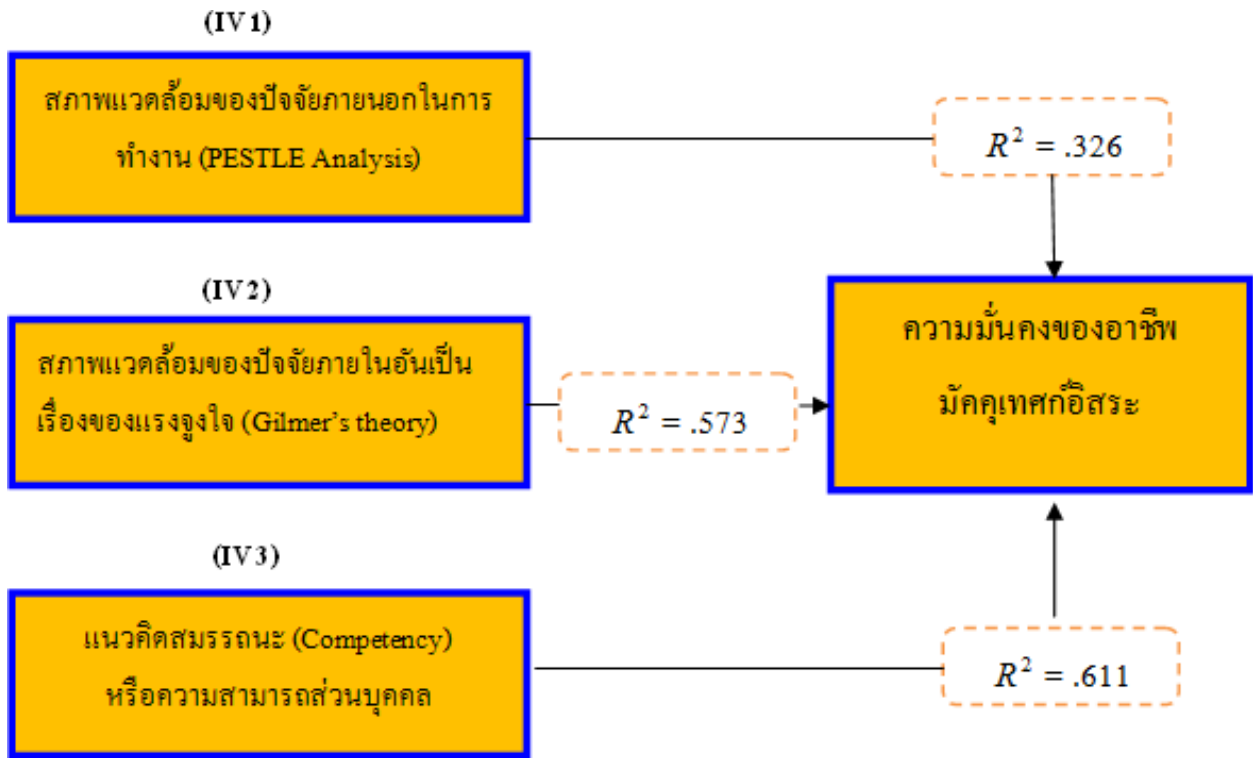 (IV1)
สภาพแวดล้อมของปัจจัยภายนอกในการ
ทำงาน (PESTLE Analysis)
R² = .326
(IV2)
สภาพแวดล้อมของปัจจัยภายในอันเป็น
เรื่องของแรงจูงใจ (Gilmer's theory)
R² = .573
ความมั่นคงของอาชีพ
มัคคุเทศก์อิสระ
(IV3)
แนวคิดสมรรถนะ (Competency)
หรือความสามารถส่วนบุคคล
R² = .611